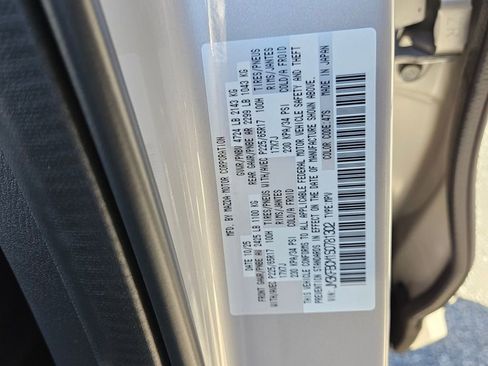 MFD. BY MAZDA MOTOR CORPORATION
10/25 GVWR/PNBV 4724 LB 2143 KG
FRONT GAWR/PNBE AV 2425 LB 1100 KG REAR GAWR/PNBE AR 2299 LB 1043 KG
TIRES/PNEUS WITH/AVEC P225/65R17 100H TIRES/PNEUS WITH/AVEC P225/65R17 100H
RIMS/JANTES 17X7J RIMS/JANTES 17X7J
COLD/A FROID 230 KPA/34 PSI COLD/A FROID 230 KPA/34 PSI
THIS VEHICLE CONFORMS TO ALL APPLICABLE FEDERAL MOTOR VEHICLE SAFETY AND THEFT
PREVENTION STANDARDS IN EFFECT ON THE DATE OF MANUFACTURE SHOWN ABOVE.
COLOR CODE: 47S MADE IN JAPAN
VIN: TYPE: MPV